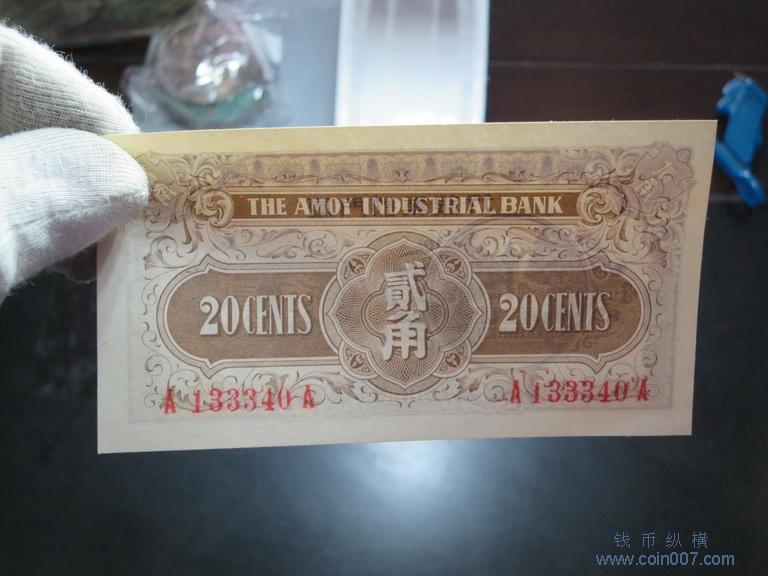 THE AMOY INDUSTRIAL BANK
20 CENTS
貳角
20 CENTS
A 133340 A
A 133340 A
钱币纵横
www.coin007.com